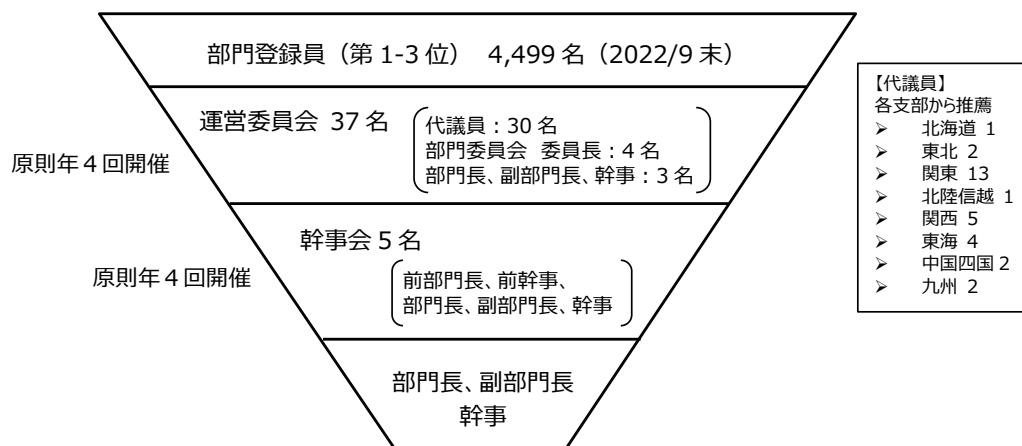 部門登録員（第 1-3 位） 4,499 名（2022/9 末）
運営委員会 37 名
代議員：30 名
部門委員会 委員長：4 名
部門長、副部門長、幹事：3 名
原則年４回開催
幹事会 5 名
前部門長、前幹事、
部門長、副部門長、幹事
原則年４回開催
部門長、副部門長
幹事
【代議員】
各支部から推薦
➢ 北海道 1
➢ 東北 2
➢ 関東 13
➢ 北陸信越 1
➢ 関西 5
➢ 東海 4
➢ 中国四国 2
➢ 九州 2